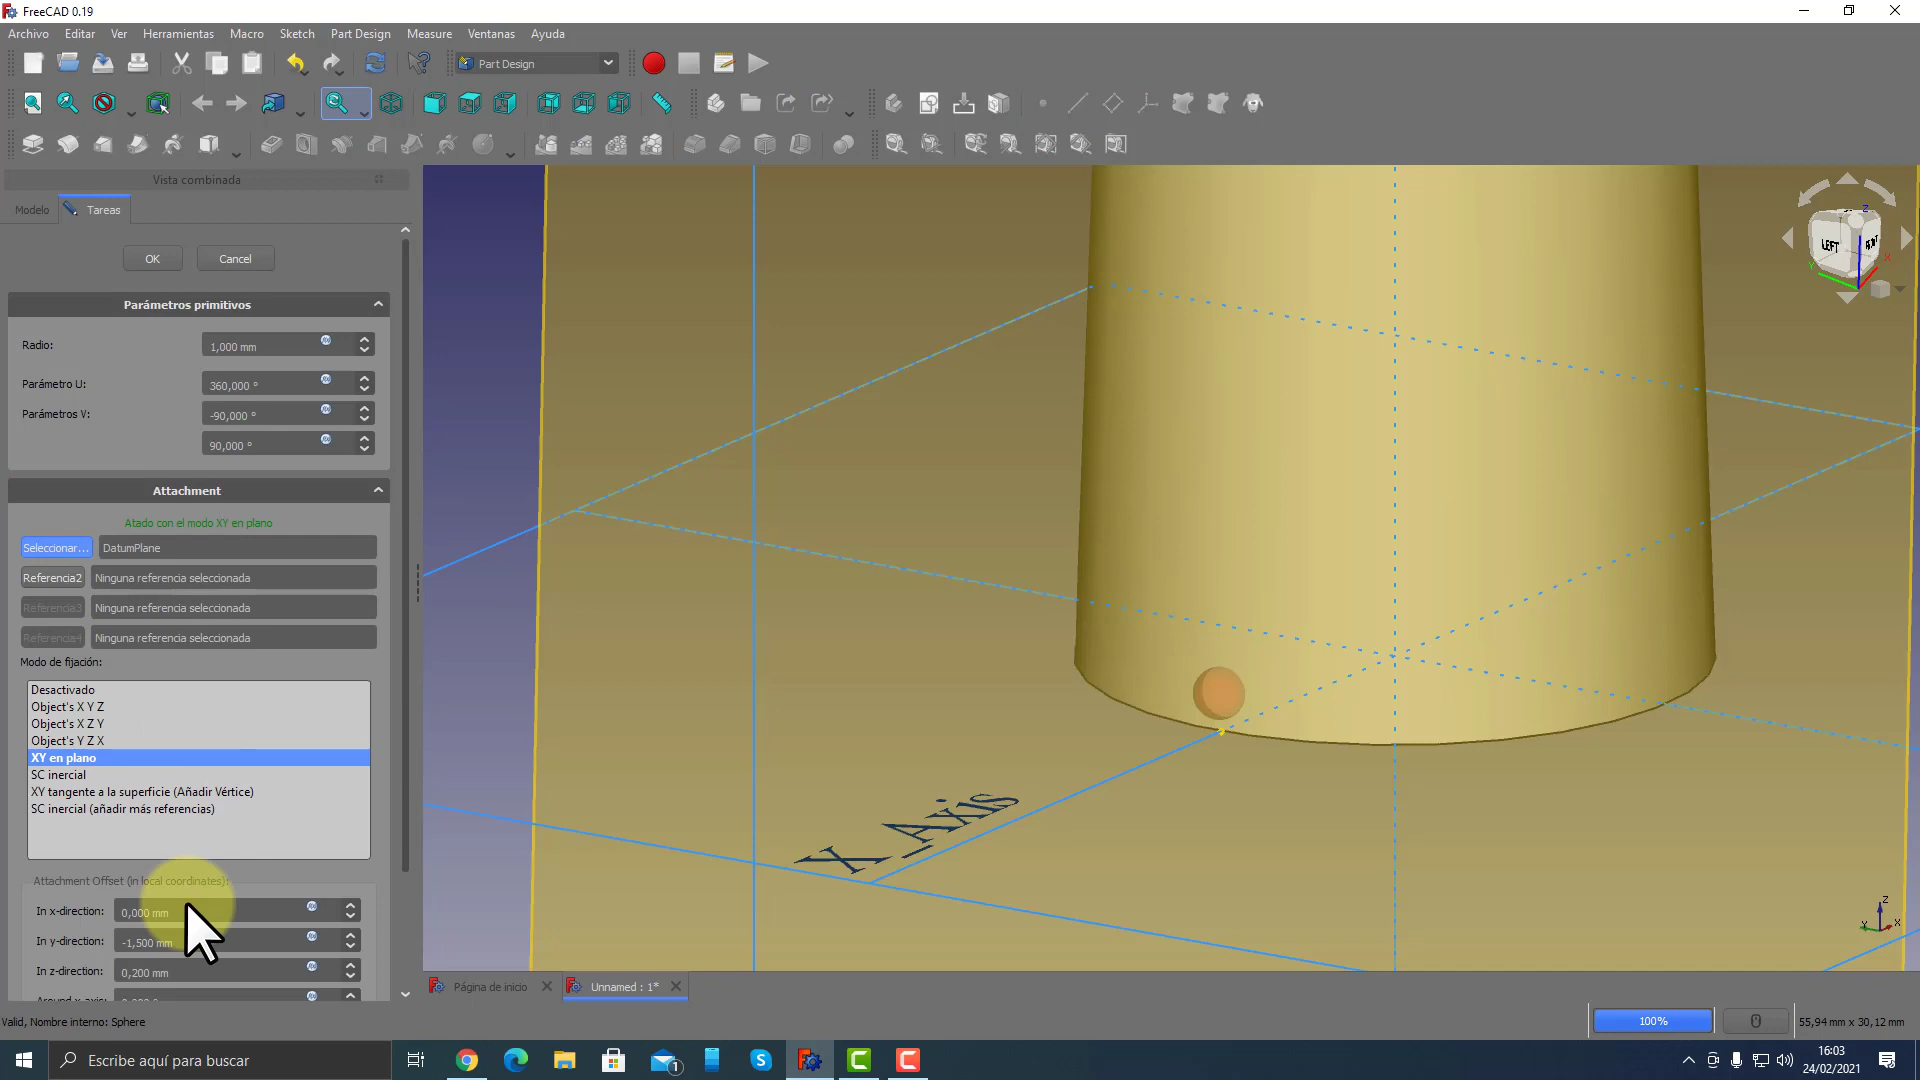 FreeCAD 0.19
Archivo Editar Ver Herramientas Macro Sketch Part Design Measure Ventanas Ayuda
Part Design
Vista combinada
Modelo Tareas
OK Cancel
Parámetros primitivos
Radio: 1,000 mm
Parámetro U: 360,000 °
Parámetros V: -90,000 °
90,000 °
Attachment
Atado con el modo XY en plano
Seleccionar... DatumPlane
Referencia2 Ninguna referencia seleccionada
Referencia3 Ninguna referencia seleccionada
Referencia4 Ninguna referencia seleccionada
Modo de fijación:
Desactivado
Object's X Y Z
Object's X Z Y
Object's Y Z X
XY en plano
SC inercial
XY tangente a la superficie (Añadir Vértice)
SC inercial (añadir más referencias)
Attachment Offset (in local coordinates):
In x-direction: 0,000 mm
In y-direction: -1,500 mm
In z-direction: 0,200 mm
Around x-axis:
X_Axis
LEFT FRONT
Z
X
Y
Z
Y X
Página de inicio Unnamed : 1*
Valid, Nombre interno: Sphere
100% 55,94 mm x 30,12 mm
Escribe aquí para buscar
1
16:03
24/02/2021